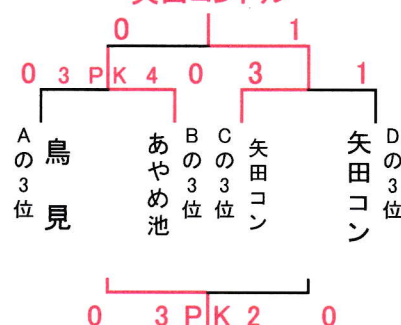 0 1
0 3 PK 4 0 3 1
Aの3位
鳥見
あやめ池
Bの3位
Cの3位
矢田コン
矢田コン
Dの3位
0 3 PK 2 0